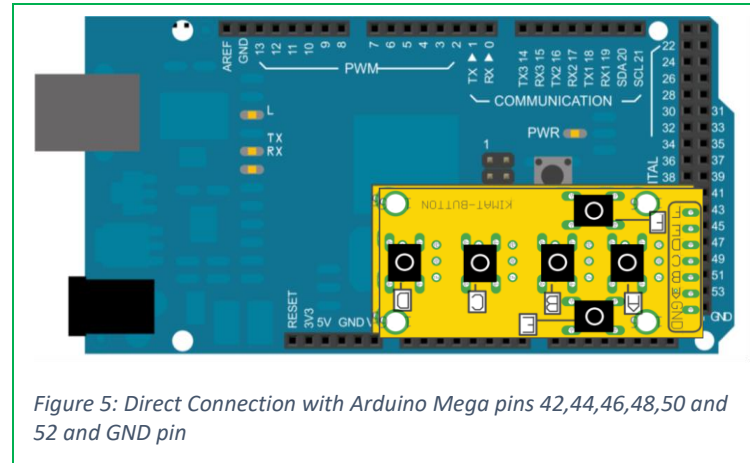 AREF
GND
13
12
11
10
9
8
7
6
5
4
3
2
TX ▶ 1
RX ▶ 0
TX3 14
RX3 15
TX2 16
RX2 17
TX1 18
RX1 19
SDA 20
SCL 21
PWM
COMMUNICATION
L
TX
RX
PWR
1
22
24
26
28
30
32
34
36
38
31
33
35
37
39
41
43
45
47
49
51
53
GND
ITAL
KIMAT-BUTTON
F
E
D
C
B
A
GND
F
D
C
B
A
E
RESET
3V3
5V
GND
Figure 5: Direct Connection with Arduino Mega pins 42,44,46,48,50 and
52 and GND pin